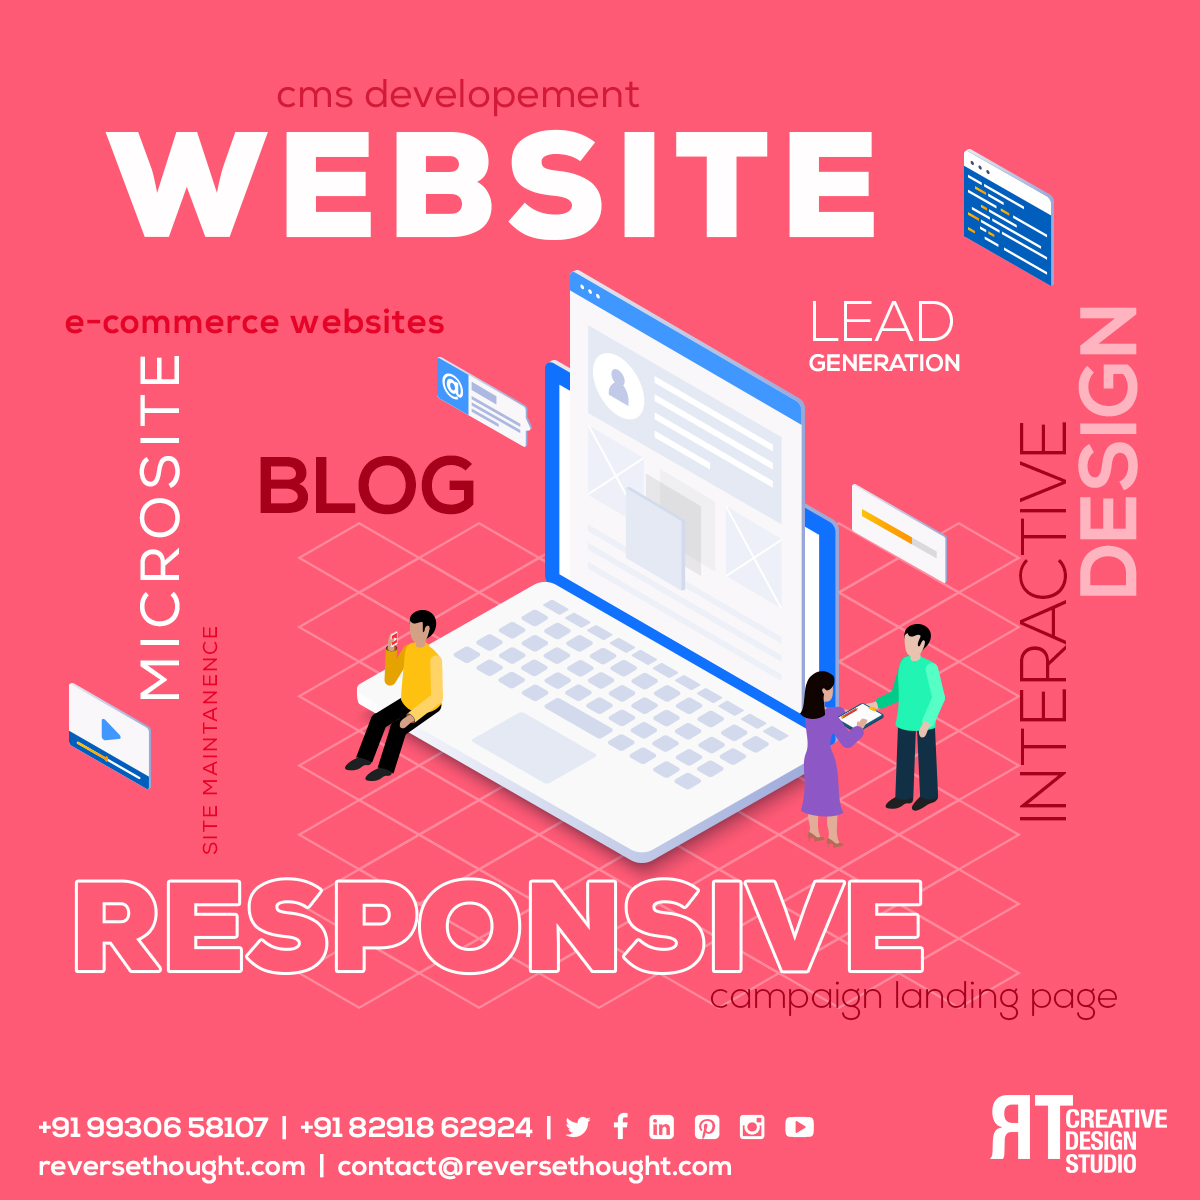 cms developement
WEBSITE
e-commerce websites
LEAD
GENERATION
DESIGN
INTERACTIVE
MICROSITE
BLOG
@
SITE MAINTANENCE
RESPONSIVE
campaign landing page
+91 99306 58107 | +91 82918 62924 |
reversethought.com | contact@reversethought.com
RT CREATIVE
DESIGN
STUDIO